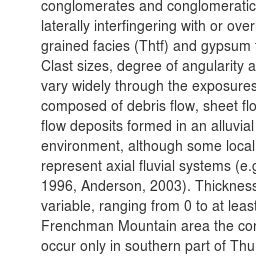 conglomerates and conglomeratic
laterally interfingering with or over
grained facies (Thtf) and gypsum
Clast sizes, degree of angularity a
vary widely through the exposures
composed of debris flow, sheet flo
flow deposits formed in an alluvial
environment, although some local
represent axial fluvial systems (e.g
1996, Anderson, 2003). Thickness
variable, ranging from 0 to at least
Frenchman Mountain area the cor
occur only in southern part of Thu